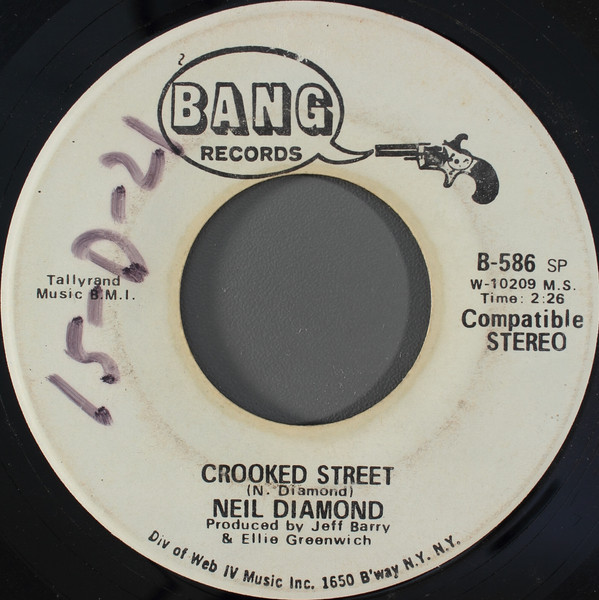 BANG
RECORDS
15-D-21
Tallyrand
Music B.M.I.
B-586 SP
W-10209 M.S.
Time: 2:26
Compatible
STEREO
CROOKED STREET
(N. Diamond)
NEIL DIAMOND
Produced by Jeff Barry
& Ellie Greenwich
Div of Web IV Music Inc. 1650 B'way N.Y. N.Y.